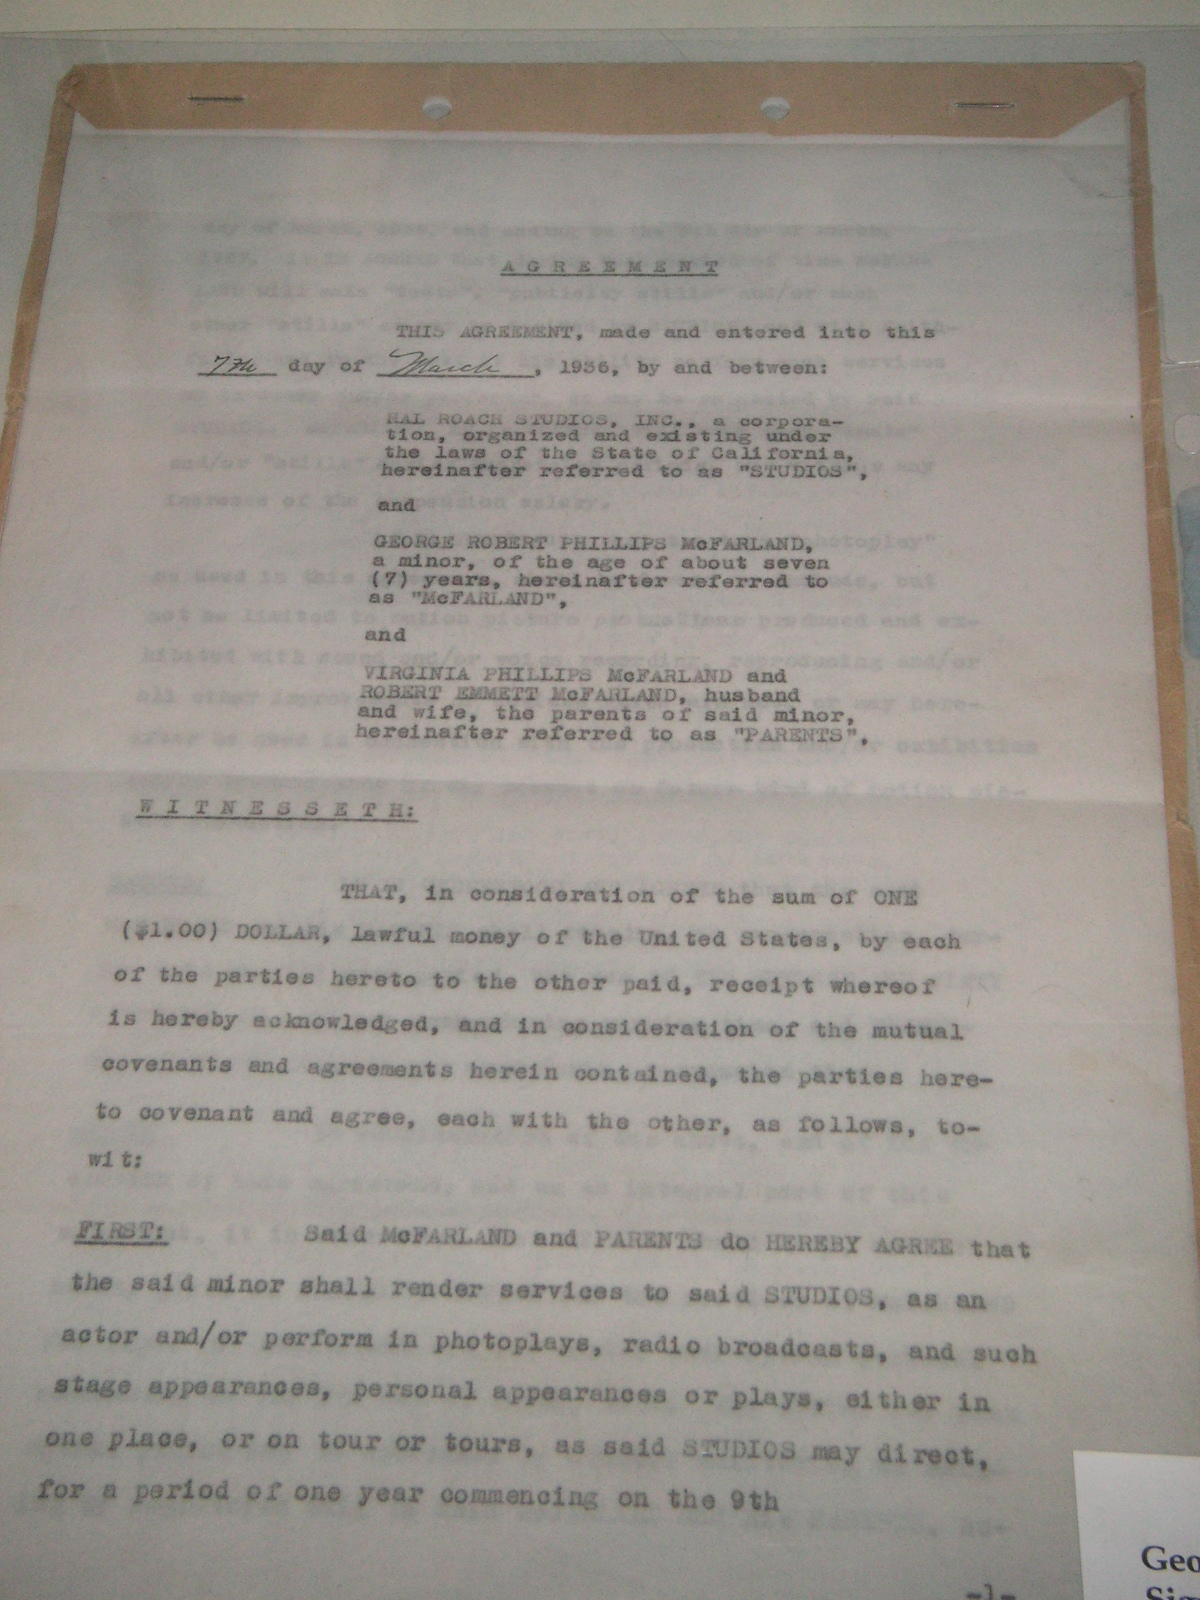 AGREEMENT
THIS AGREEMENT, made and entered into this
7th day of March, 1936, by and between:
HAL ROACH STUDIOS, INC., a corpora-
tion, organized and existing under
the laws of the State of California,
hereinafter referred to as "STUDIOS",
and
GEORGE ROBERT PHILLIPS McFARLAND,
a minor, of the age of about seven
(7) years, hereinafter referred to
as "McFARLAND",
and
VIRGINIA PHILLIPS McFARLAND and
ROBERT EMMETT McFARLAND, husband
and wife, the parents of said minor,
hereinafter referred to as "PARENTS".
WITNESSETH:
THAT, in consideration of the sum of ONE
($1.00) DOLLAR, lawful money of the United States, by each
of the parties hereto to the other paid, receipt whereof
is hereby acknowledged, and in consideration of the mutual
covenants and agreements herein contained, the parties here-
to covenant and agree, each with the other, as follows, to-
wit:
FIRST: Said McFARLAND and PARENTS do HEREBY AGREE that
the said minor shall render services to said STUDIOS, as an
actor and/or perform in photoplays, radio broadcasts, and such
stage appearances, personal appearances or plays, either in
one place, or on tour or tours, as said STUDIOS may direct,
for a period of one year commencing on the 9th
-1-
Geo